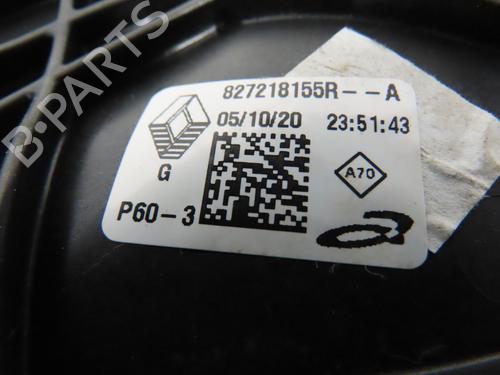 827218155R--A
05/10/20 23:51:43
G
A70
P60-3
B-PARTS